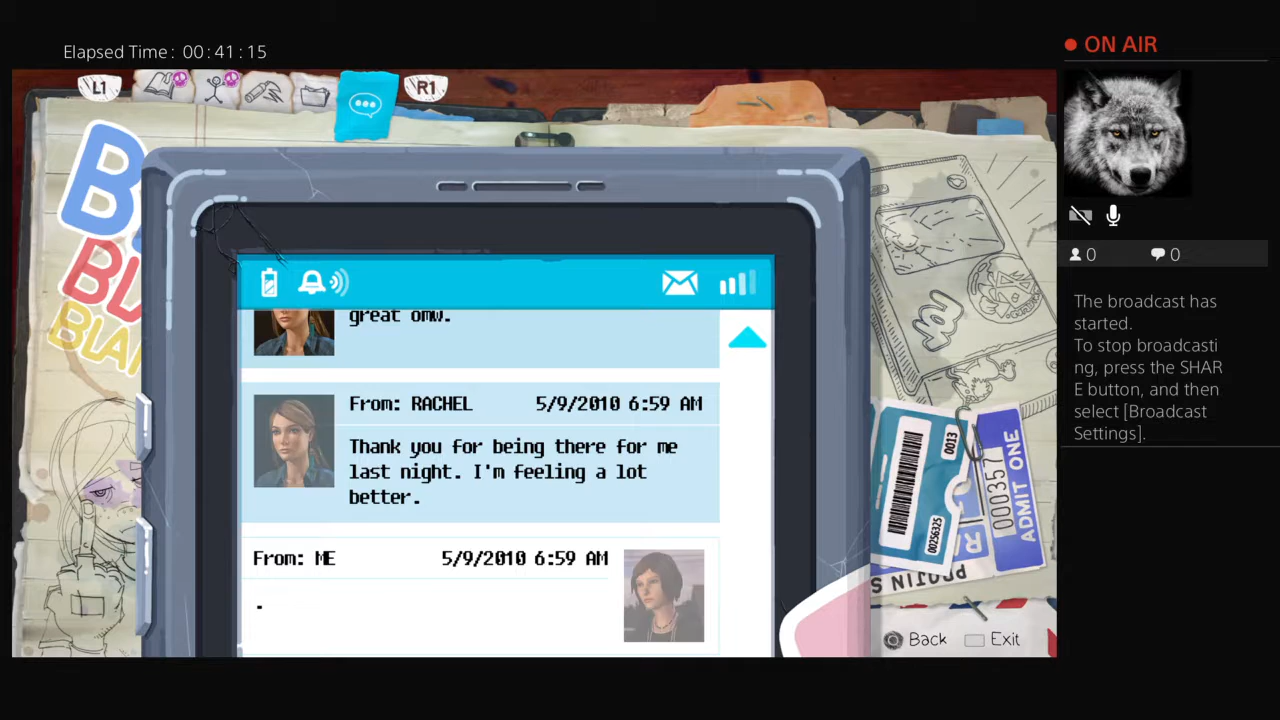 Elapsed Time: 00:41:15
ON AIR
L1
R1
B
BL
BLAN
great omw.
From: RACHEL 5/9/2010 6:59 AM
Thank you for being there for me
last night. I'm feeling a lot
better.
From: ME 5/9/2010 6:59 AM
.
0013
00256325
000357
ADMIT ONE
Back
Exit
0
0
The broadcast has
started.
To stop broadcasti
ng, press the SHAR
E button, and then
select [Broadcast
Settings].